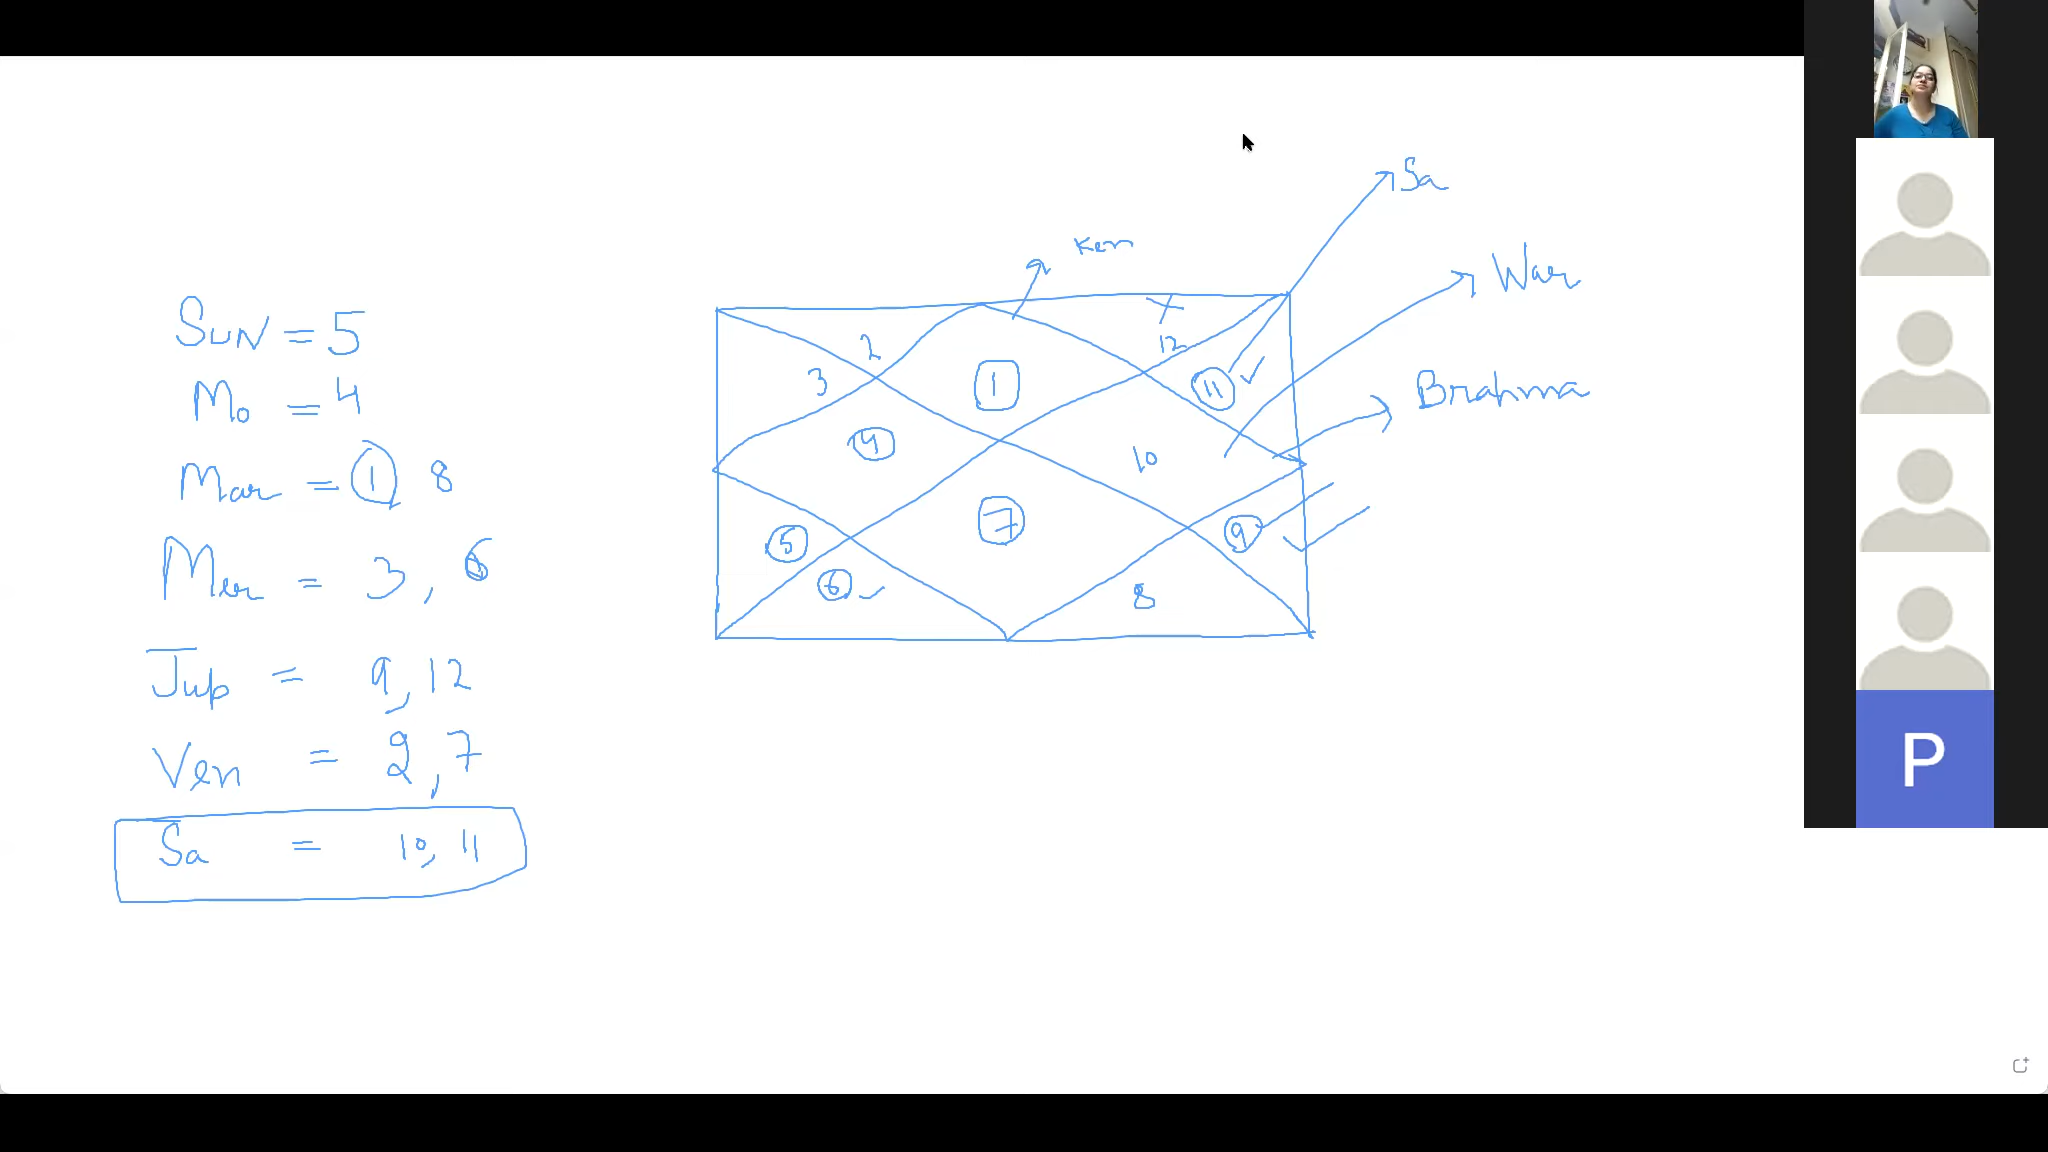 SUN = 5
Mo = 4
Mar = 1 8
Mer = 3, 6
Jup = 9, 12
Ven = 2, 7
Sa = 10, 11
Sa
Ken
War
Brahma
2
12
3
1
11
4
10
7
5
9
6
8
P